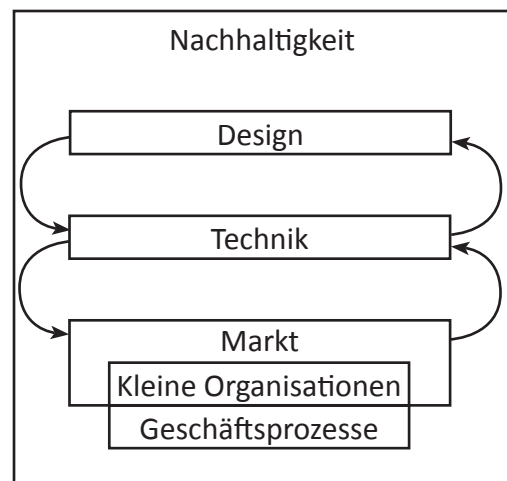 Nachhaltigkeit
Design
Technik
Markt
Kleine Organisationen
Geschäftsprozesse